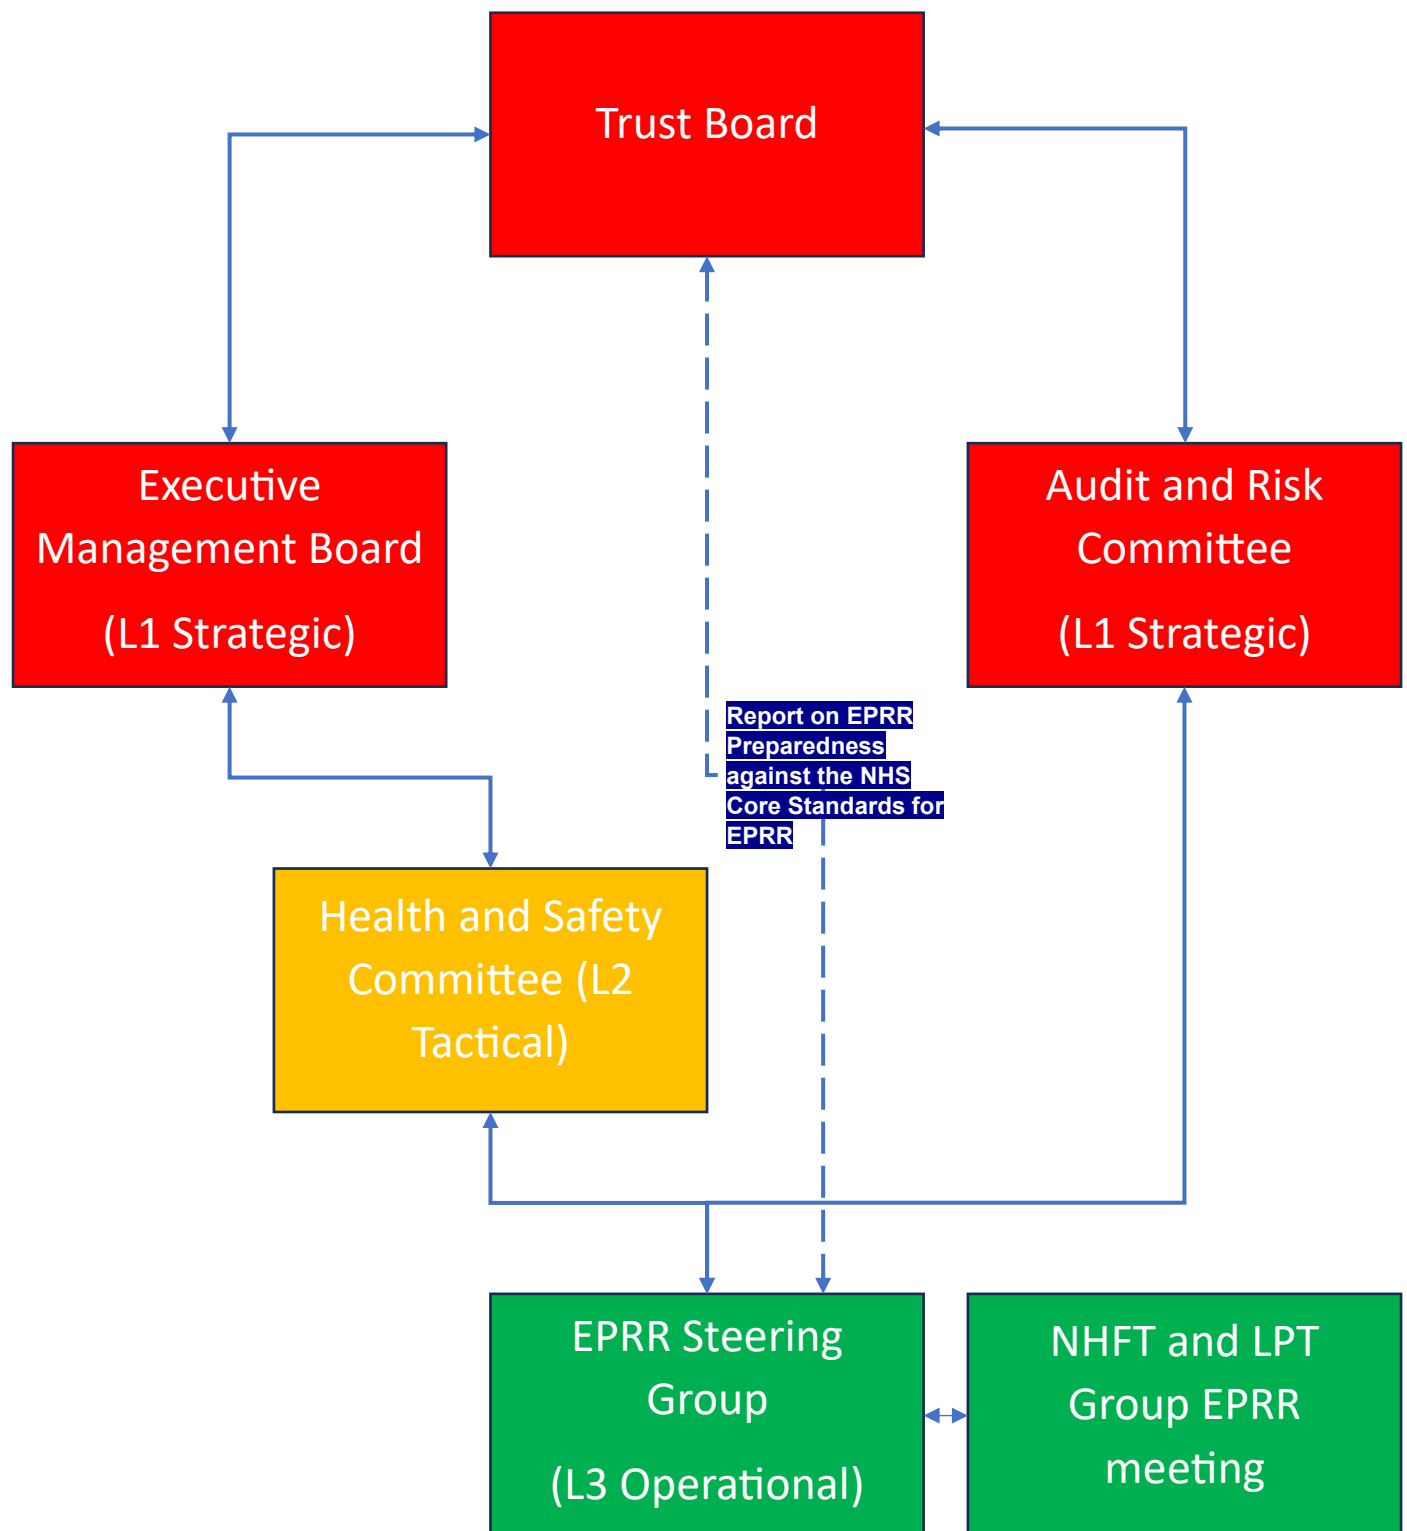 Trust Board
Executive
Management Board
(L1 Strategic)
Audit and Risk
Committee
(L1 Strategic)
Report on EPRR
Preparedness
against the NHS
Core Standards for
EPRR
Health and Safety
Committee (L2
Tactical)
EPRR Steering
Group
(L3 Operational)
NHFT and LPT
Group EPRR
meeting